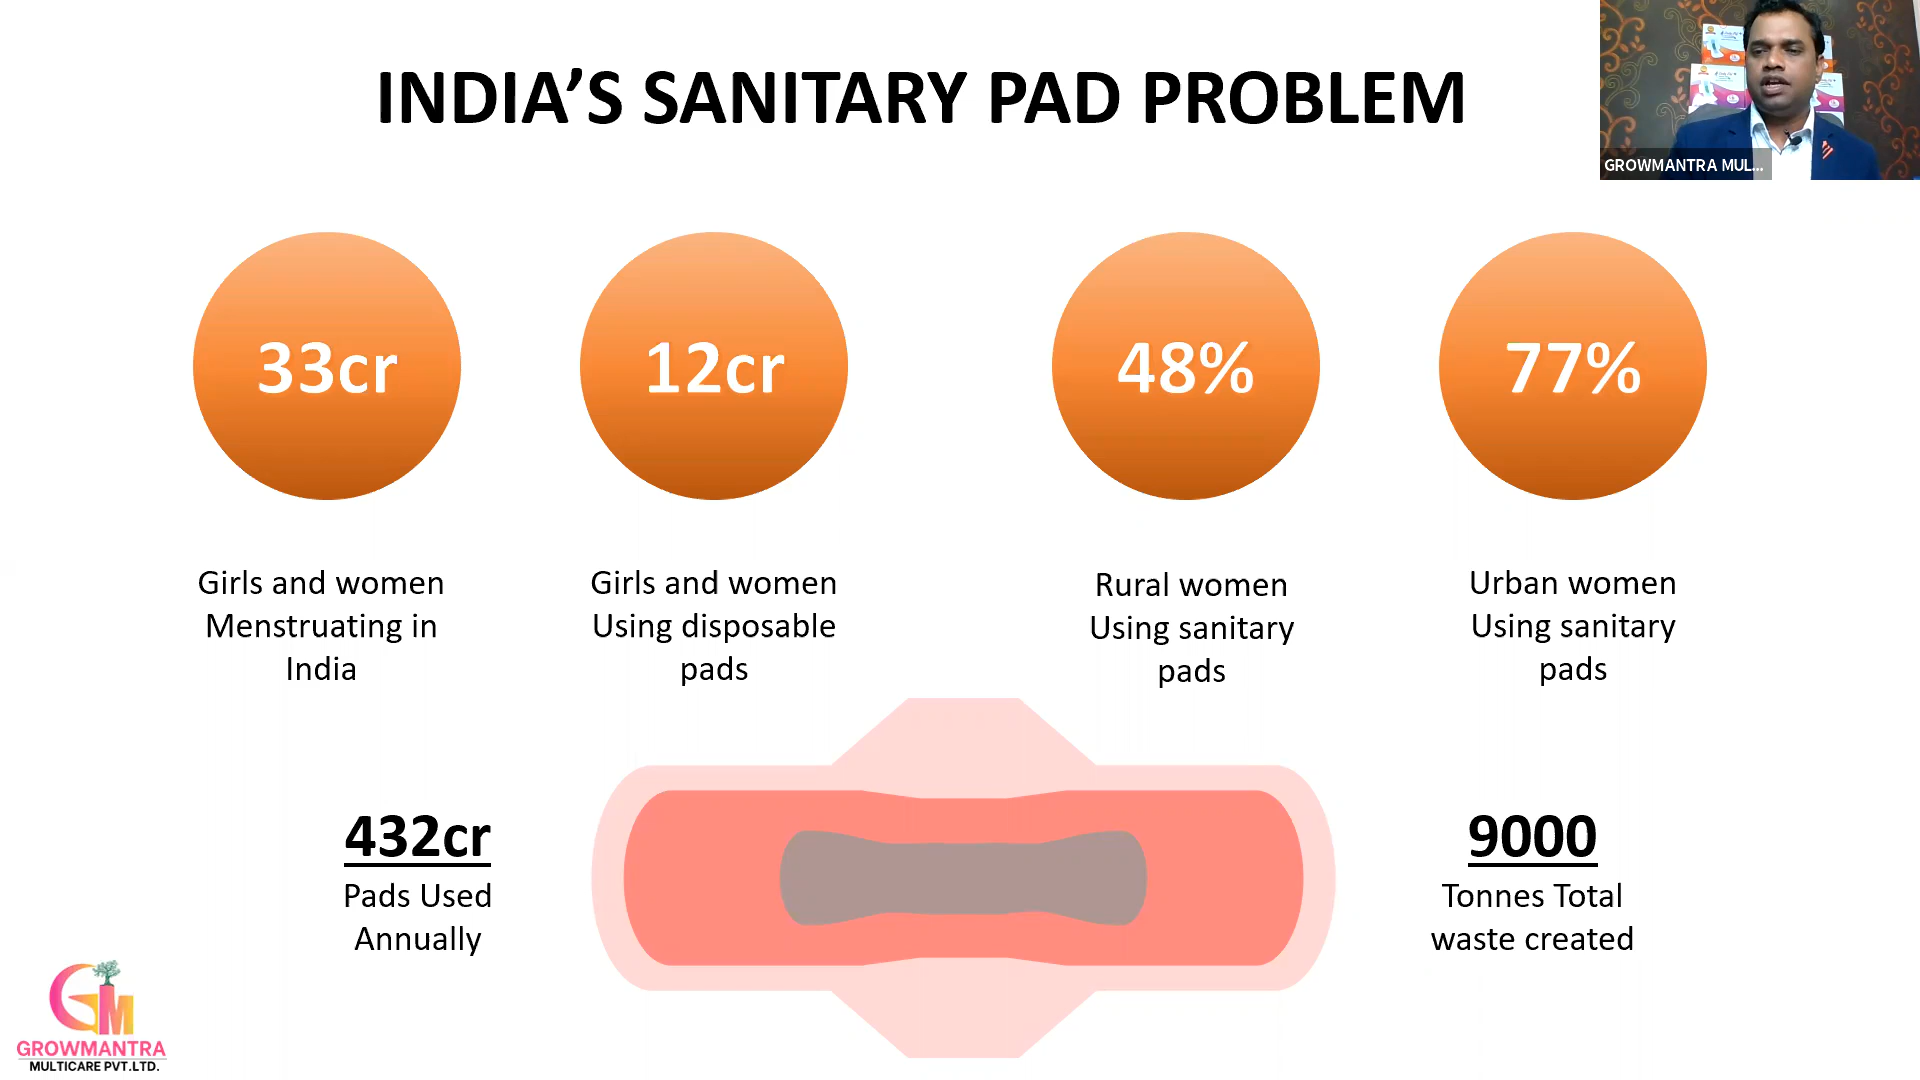 INDIA’S SANITARY PAD PROBLEM
GROWMANTRA MUL...
33cr
12cr
48%
77%
Girls and women
Menstruating in
India
Girls and women
Using disposable
pads
Rural women
Using sanitary
pads
Urban women
Using sanitary
pads
432cr
Pads Used
Annually
9000
Tonnes Total
waste created
GM
GROWMANTRA
MULTICARE PVT.LTD.